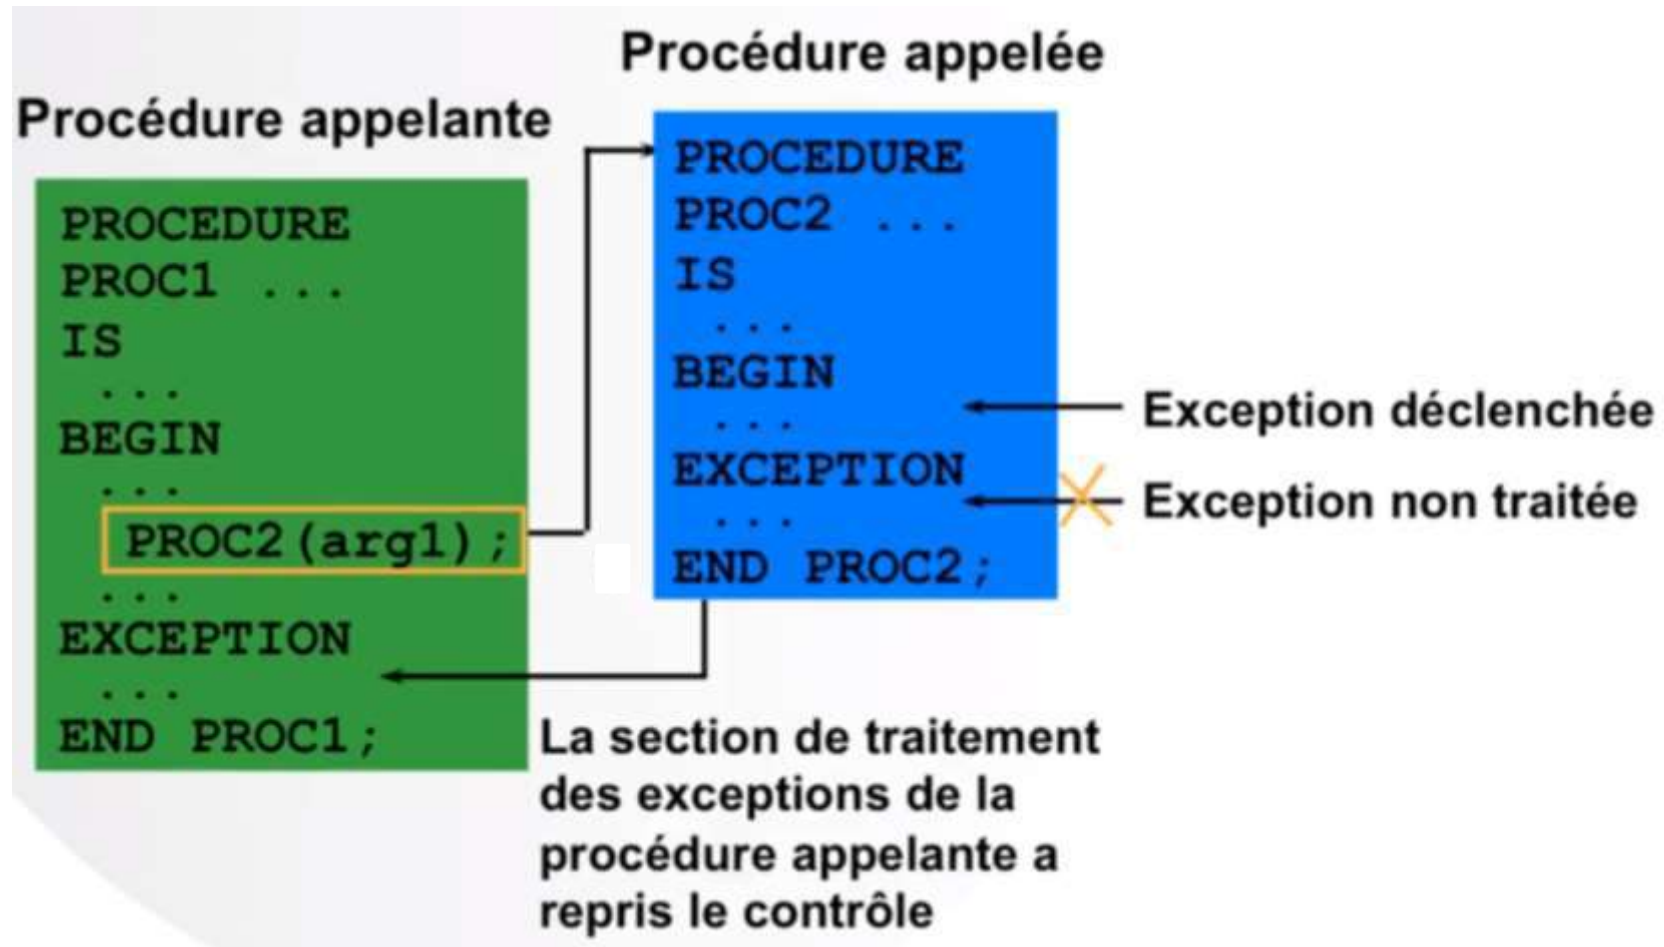 Procédure appelante
PROCEDURE
PROC1 ...
IS
...
BEGIN
...
PROC2(arg1);
...
EXCEPTION
...
END PROC1;
Procédure appelée
PROCEDURE
PROC2 ...
IS
...
BEGIN
...
EXCEPTION
...
END PROC2;
Exception déclenchée
Exception non traitée
La section de traitement
des exceptions de la
procédure appelante a
repris le contrôle